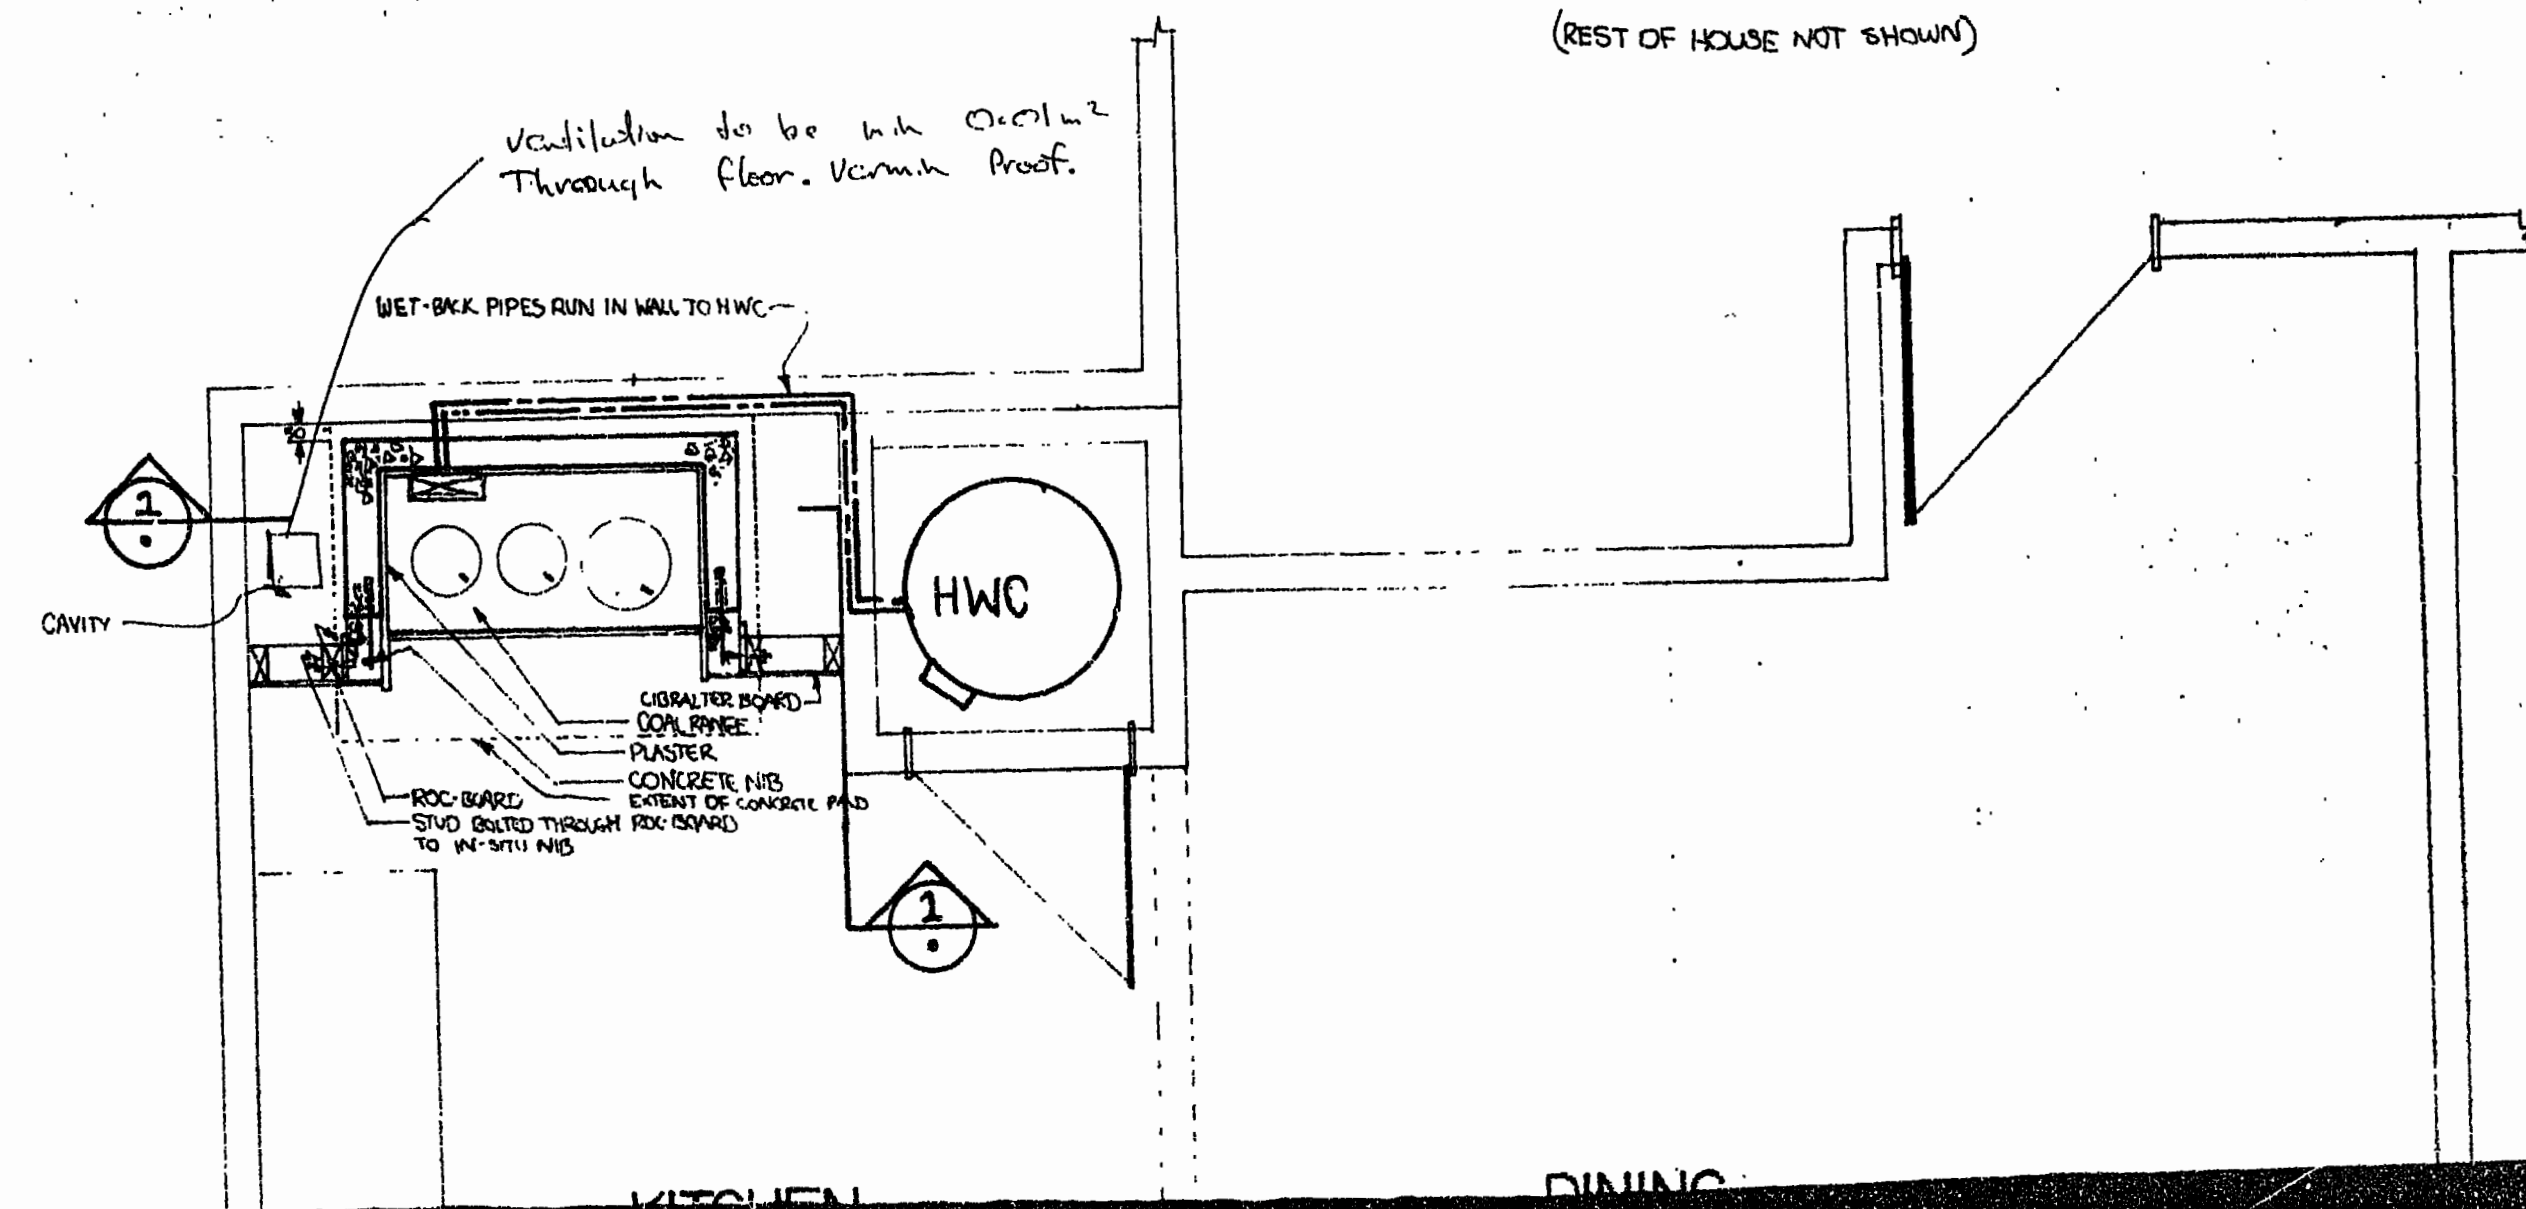 (REST OF HOUSE NOT SHOWN)
Ventilation to be min 0.01m²
Through floor. Vermin Proof.
WET-BACK PIPES RUN IN WALL TO HWC
1
CAVITY
HWC
GIBRALTER BOARD
COAL RANGE
PLASTER
CONCRETE NIB
EXTENT OF CONCRETE PAD
ROC-BOARD
STUD BOLTED THROUGH ROC-BOARD
TO IN-SITU NIB
1
KITCHEN
DINING